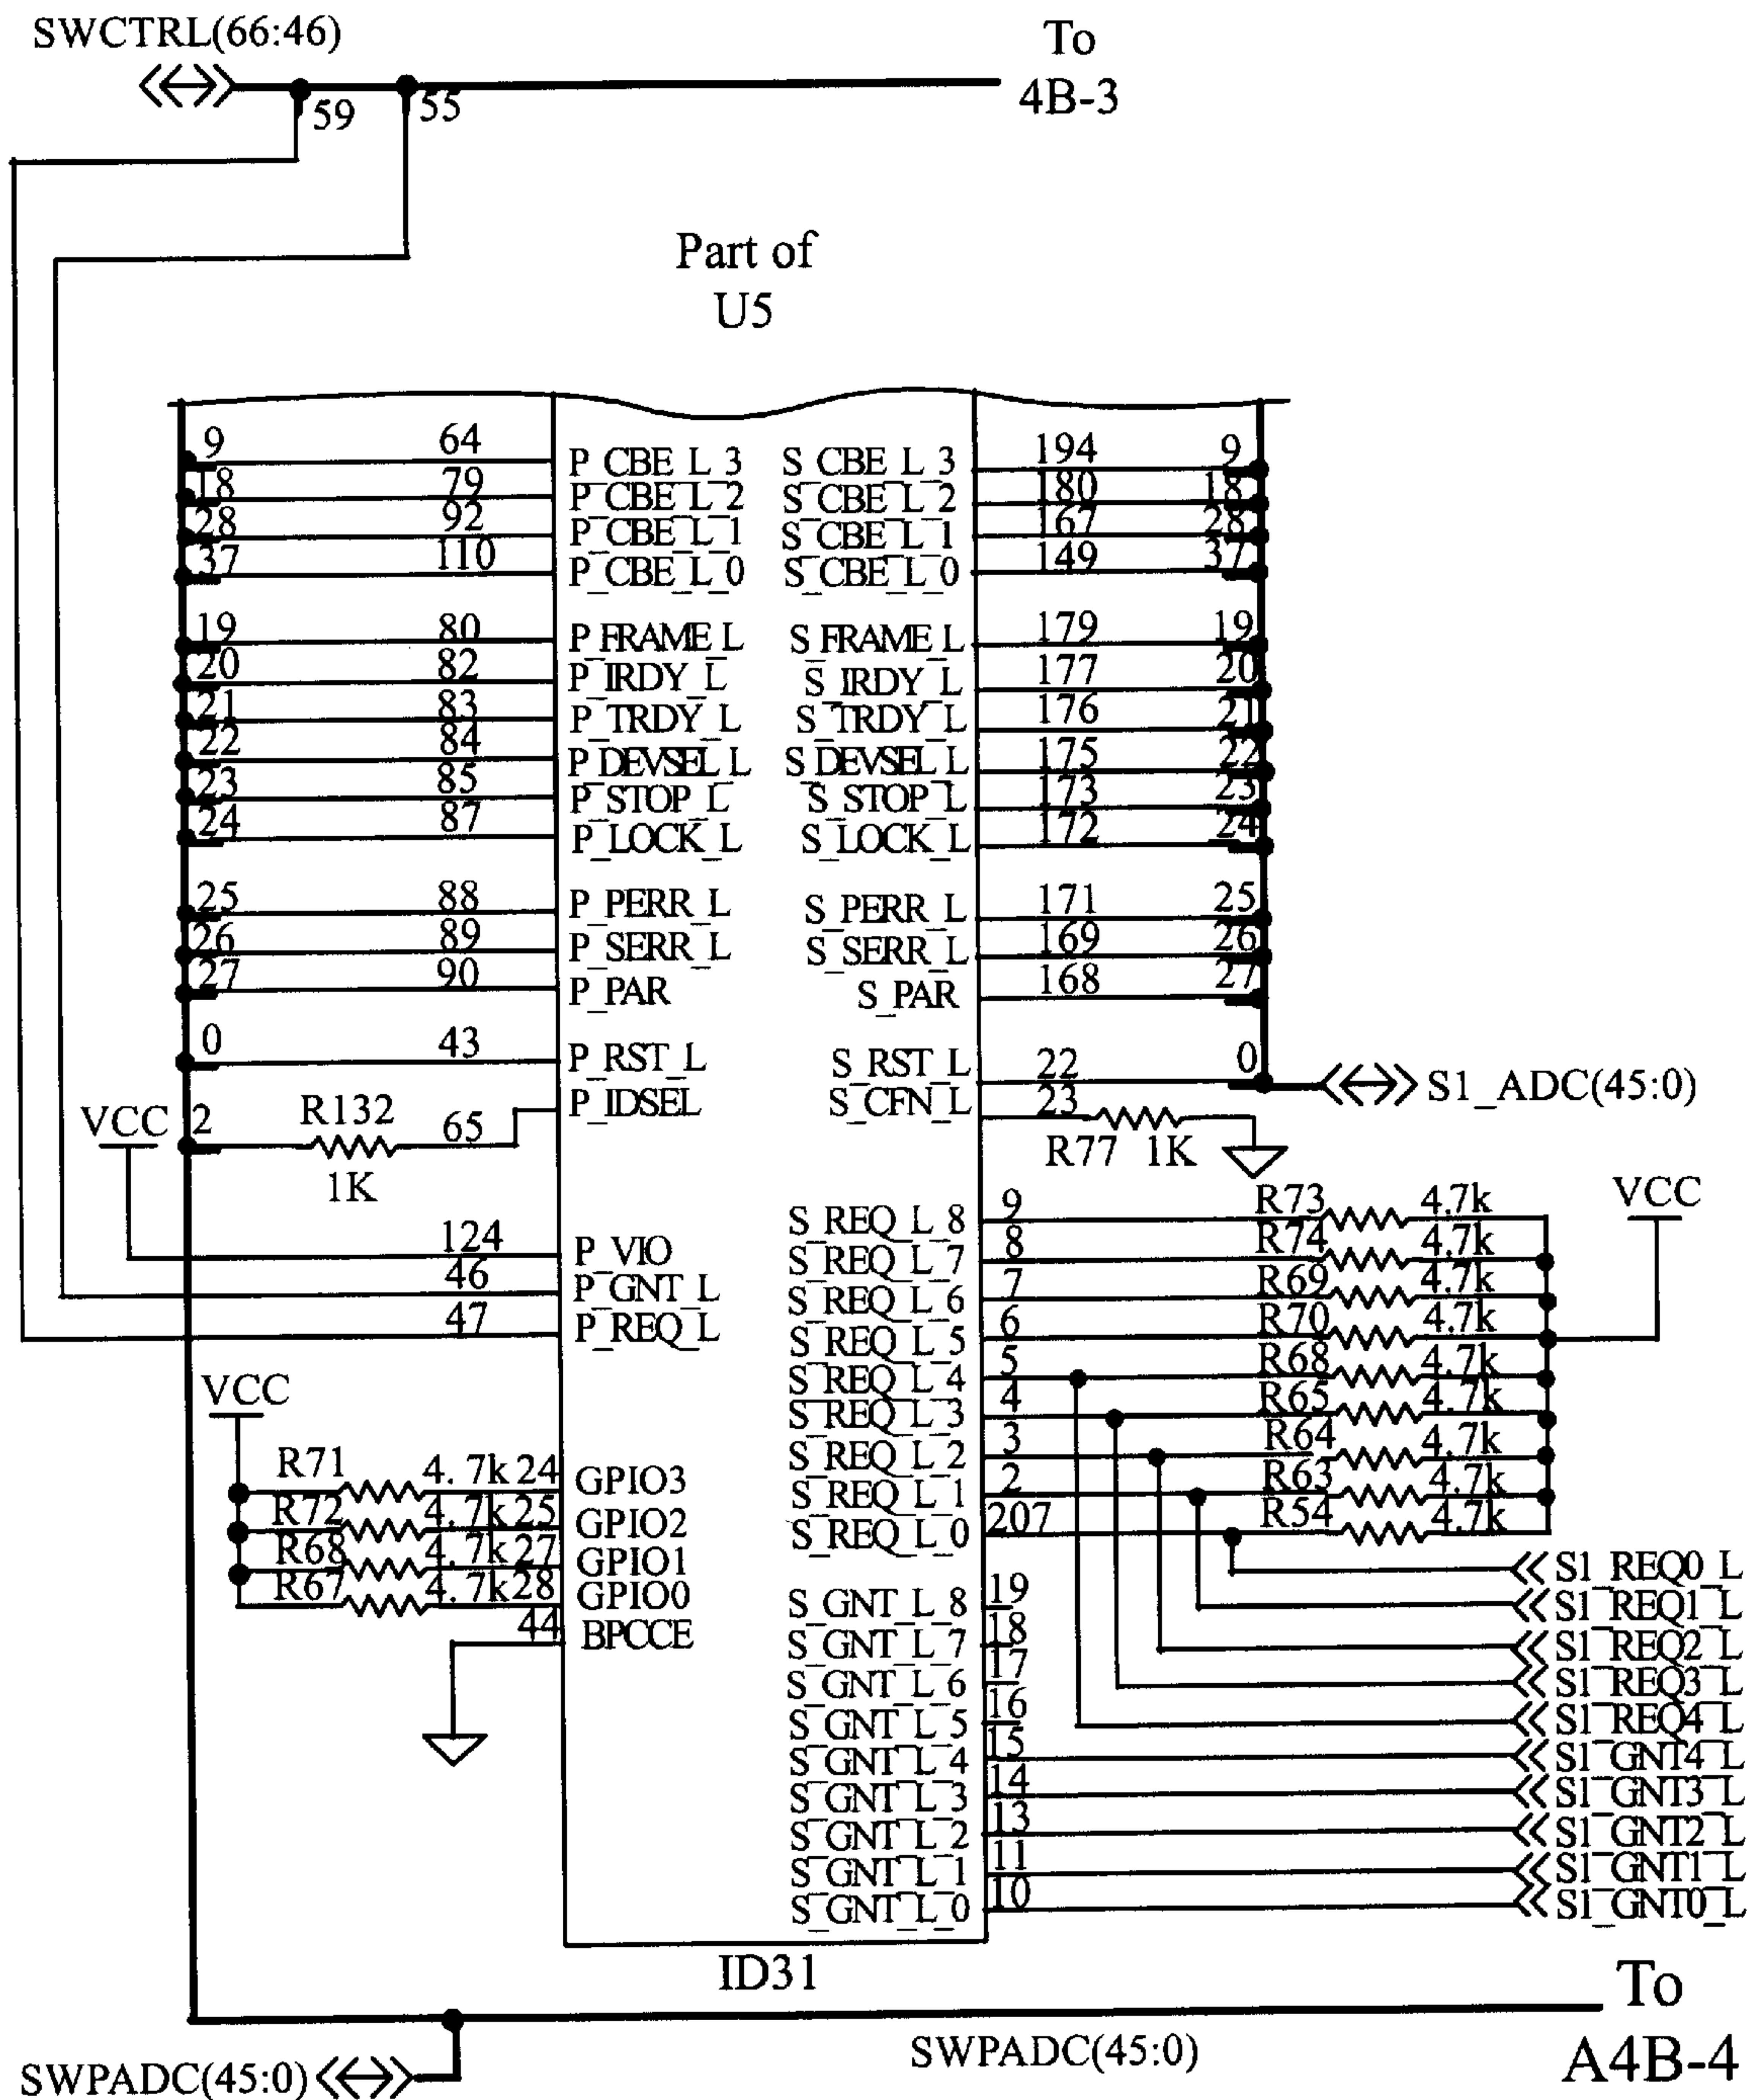 SWCTRL(66:46)
To
4B-3
59
55
Part of
U5
9 64 P_CBE_L_3 S_CBE_L_3 194 9
18 79 P_CBE_L_2 S_CBE_L_2 180 18
28 92 P_CBE_L_1 S_CBE_L_1 167 28
37 110 P_CBE_L_0 S_CBE_L_0 149 37
19 80 P_FRAME_L S_FRAME_L 179 19
20 82 P_IRDY_L S_IRDY_L 177 20
21 83 P_TRDY_L S_TRDY_L 176 21
22 84 P_DEVSEL_L S_DEVSEL_L 175 22
23 85 P_STOP_L S_STOP_L 173 23
24 87 P_LOCK_L S_LOCK_L 172 24
25 88 P_PERR_L S_PERR_L 171 25
26 89 P_SERR_L S_SERR_L 169 26
27 90 P_PAR S_PAR 168 27
0 43 P_RST_L S_RST_L 22 0
S1_ADC(45:0)
VCC 2 R132 65 P_IDSEL S_CFN_L 23
1K
R77 1K
S_REQ_L_8 9 R73 4.7k VCC
124 P_VIO S_REQ_L_7 8 R74 4.7k
46 P_GNT_L S_REQ_L_6 7 R69 4.7k
47 P_REQ_L S_REQ_L_5 6 R70 4.7k
VCC S_REQ_L_4 5 R68 4.7k
S_REQ_L_3 4 R65 4.7k
S_REQ_L_2 3 R64 4.7k
R71 4.7k 24 GPIO3 S_REQ_L_1 2 R63 4.7k
R72 4.7k 25 GPIO2 S_REQ_L_0 207 R54 4.7k
R68 4.7k 27 GPIO1 S1_REQ0_L
R67 4.7k 28 GPIO0 S_GNT_L_8 19 S1_REQ1_L
44 BPCCE S_GNT_L_7 18 S1_REQ2_L
S_GNT_L_6 17 S1_REQ3_L
S_GNT_L_5 16 S1_REQ4_L
S_GNT_L_4 15 S1_GNT4_L
S_GNT_L_3 14 S1_GNT3_L
S_GNT_L_2 13 S1_GNT2_L
S_GNT_L_1 11 S1_GNT1_L
S_GNT_L_0 10 S1_GNT0_L
ID31
To
A4B-4
SWPADC(45:0)
SWPADC(45:0)